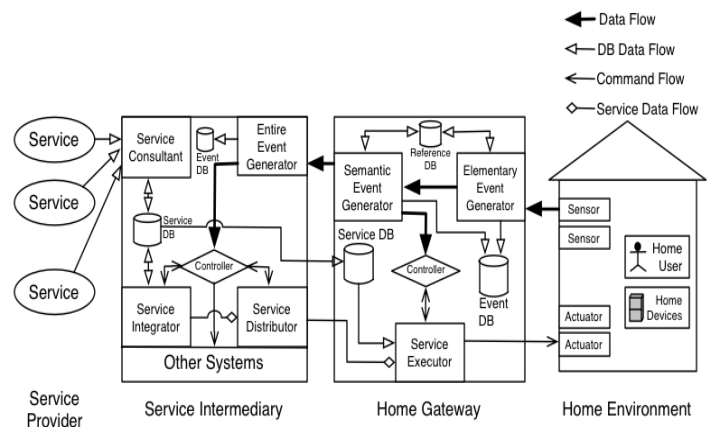 Data Flow
DB Data Flow
Command Flow
Service Data Flow
Service
Service
Service
Service
Consultant
Event
DB
Entire
Event
Generator
Service
DB
Controller
Service
Integrator
Service
Distributor
Other Systems
Reference
DB
Semantic
Event
Generator
Elementary
Event
Generator
Service DB
Controller
Event
DB
Service
Executor
Sensor
Sensor
Home
User
Home
Devices
Actuator
Actuator
Service
Provider
Service Intermediary
Home Gateway
Home Environment